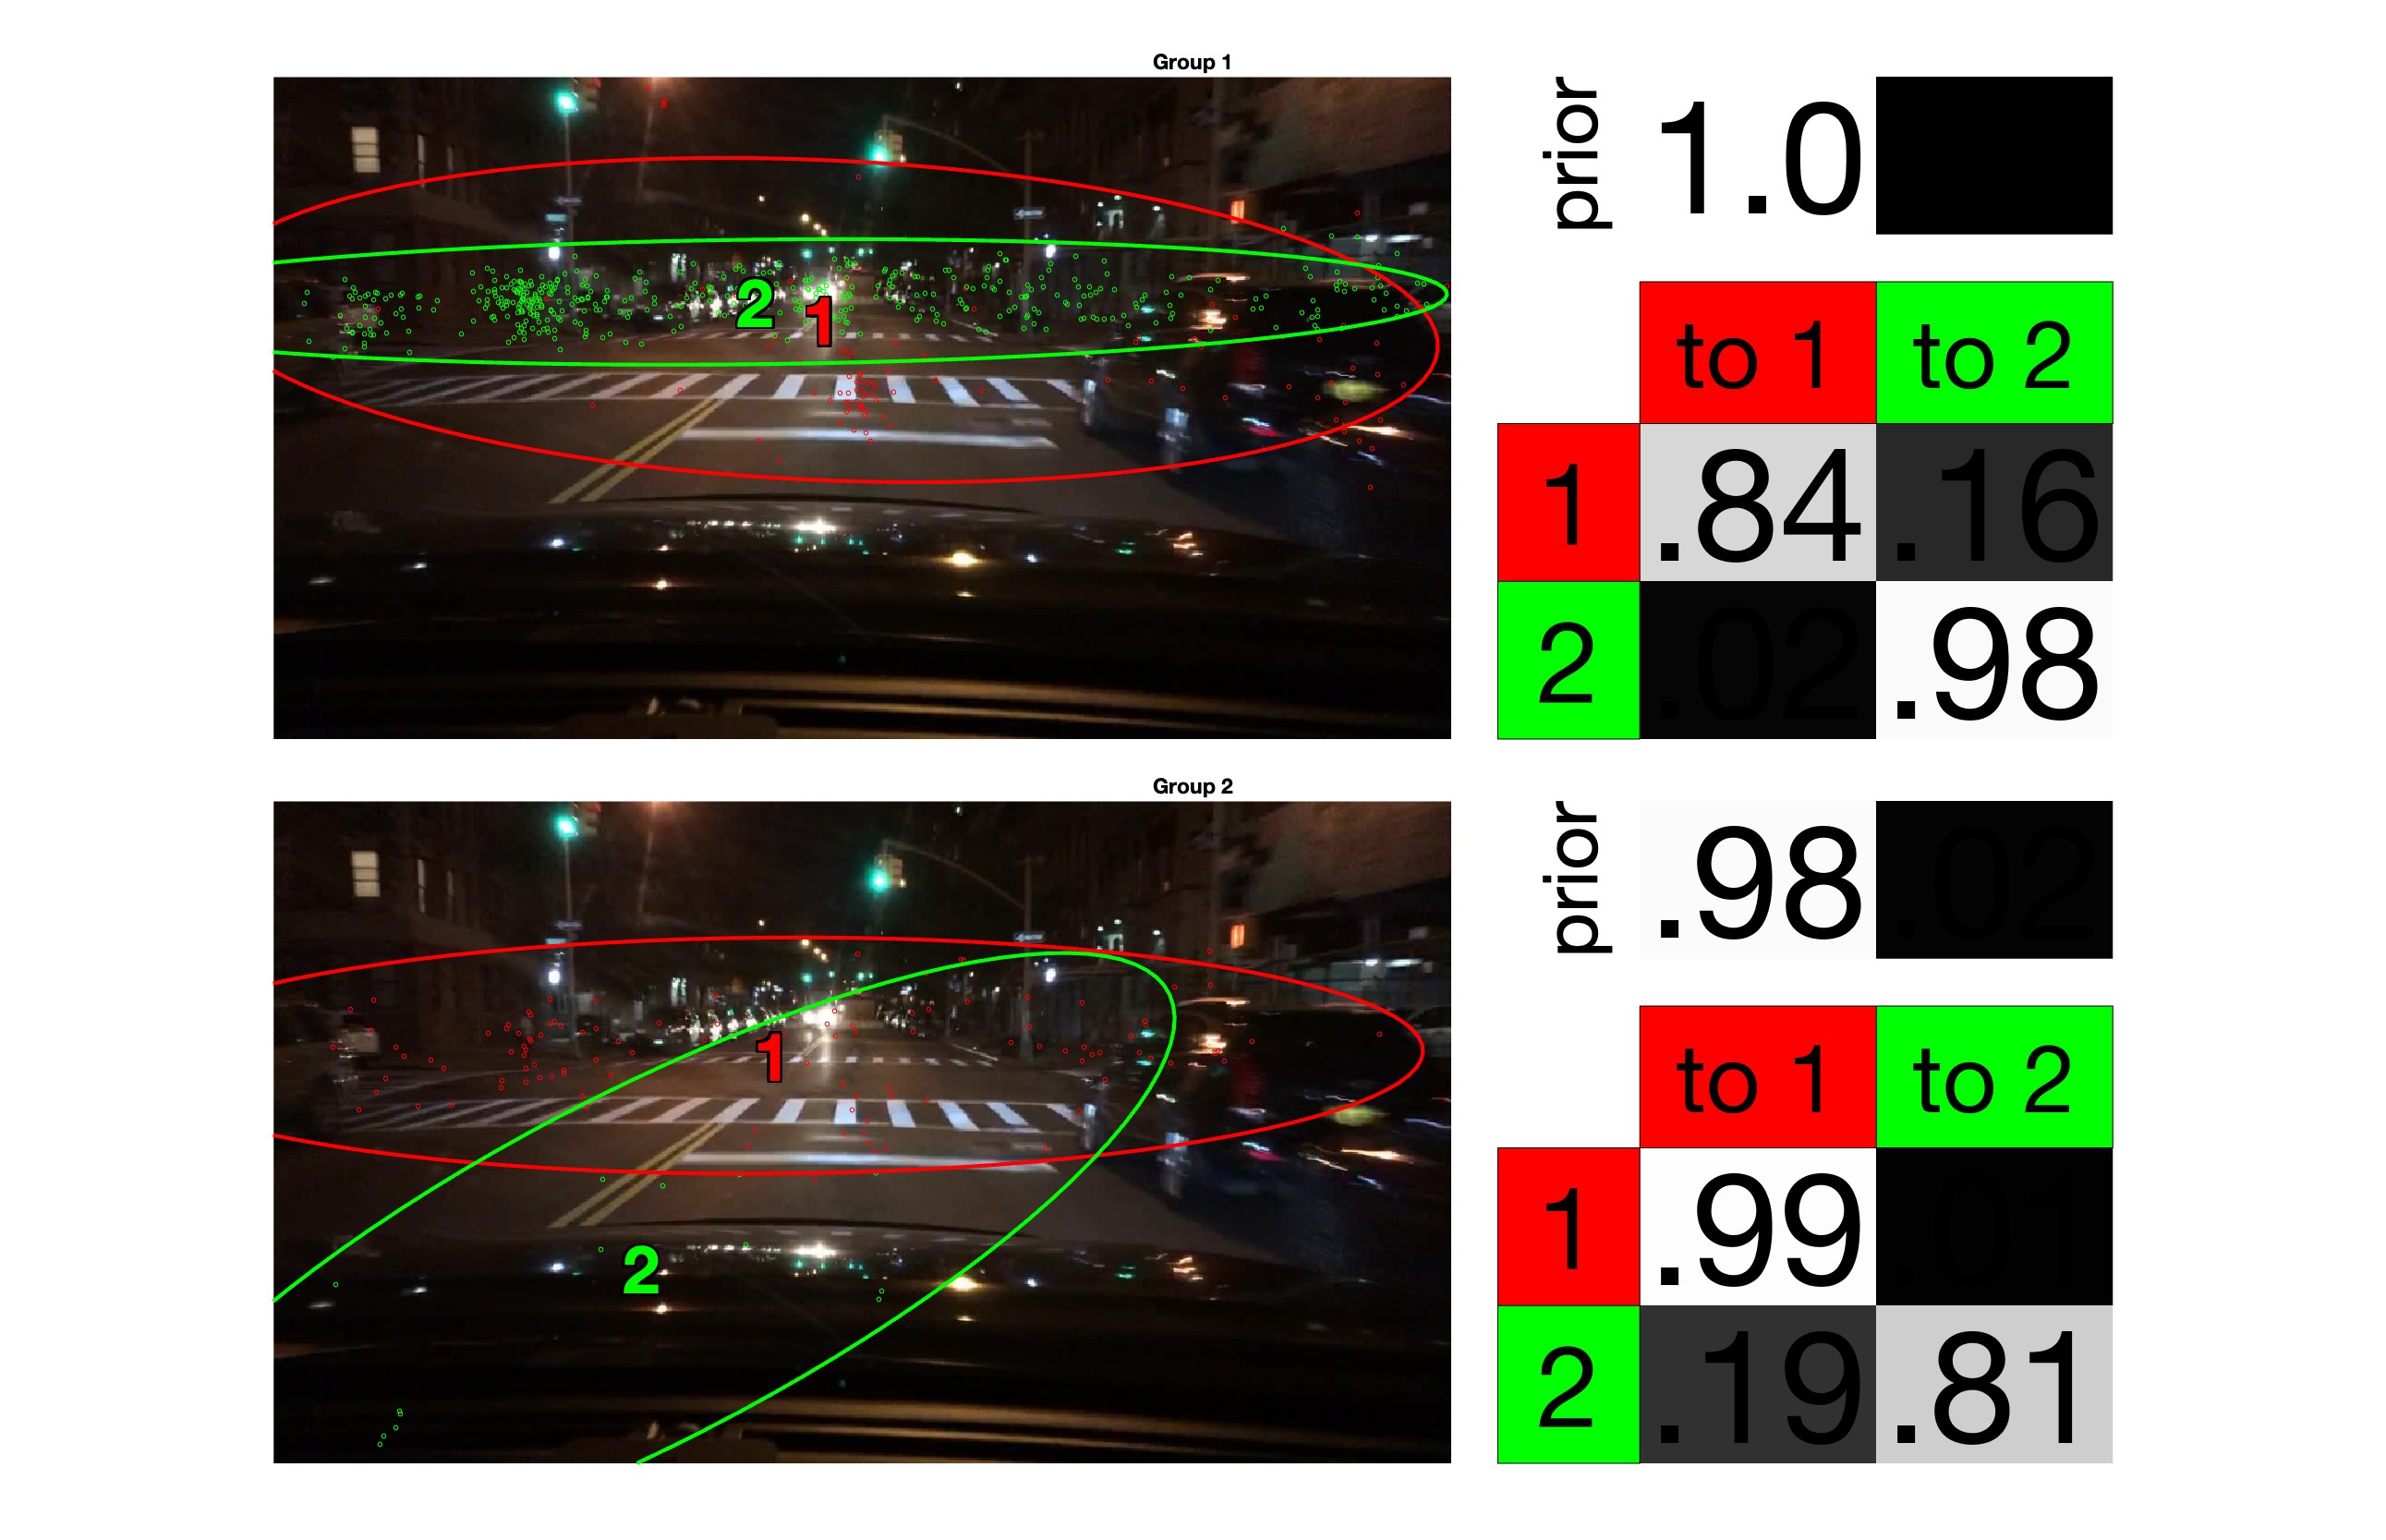 Group 1
2 1
prior 1.0
to 1 to 2
1 .84 .16
2 .02 .98
Group 2
1
2
prior .98 .02
to 1 to 2
1 .99
2 .19 .81